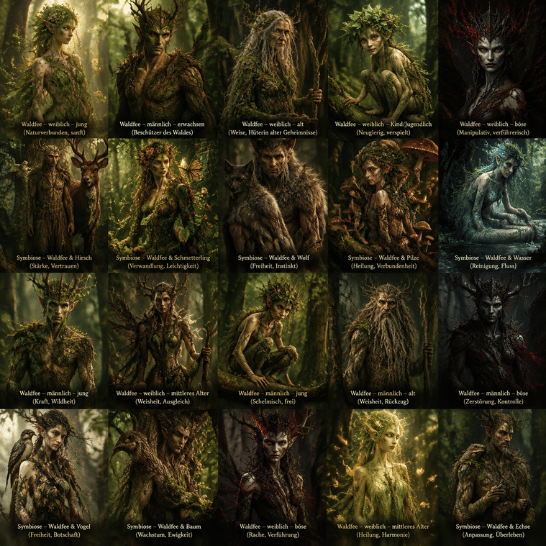 Waldfee – weiblich – jung
(Naturverbunden, sanft)
Waldfee – männlich – erwachsen
(Beschützer des Waldes)
Waldfee – weiblich – alt
(Weise, Hüterin alter Geheimnisse)
Waldfee – weiblich – Kind/Jugendlich
(Neugierig, verspielt)
Waldfee – weiblich – böse
(Manipulativ, verführerisch)
Symbiose – Waldfee & Hirsch
(Stärke, Vertrauen)
Symbiose – Waldfee & Schmetterling
(Verwandlung, Leichtigkeit)
Symbiose – Waldfee & Wolf
(Freiheit, Instinkt)
Symbiose – Waldfee & Pilze
(Heilung, Verbundenheit)
Symbiose – Waldfee & Wasser
(Reinigung, Fluss)
Waldfee – männlich – jung
(Kraft, Wildheit)
Waldfee – weiblich – mittleres Alter
(Weisheit, Ausgleich)
Waldfee – männlich – jung
(Schelmisch, frei)
Waldfee – männlich – alt
(Weisheit, Rückzug)
Waldfee – männlich – böse
(Zerstörung, Kontrolle)
Symbiose – Waldfee & Vogel
(Freiheit, Botschaft)
Symbiose – Waldfee & Baum
(Wachstum, Ewigkeit)
Waldfee – weiblich – böse
(Rache, Verführung)
Waldfee – weiblich – mittleres Alter
(Heilung, Harmonie)
Symbiose – Waldfee & Echse
(Anpassung, Überleben)